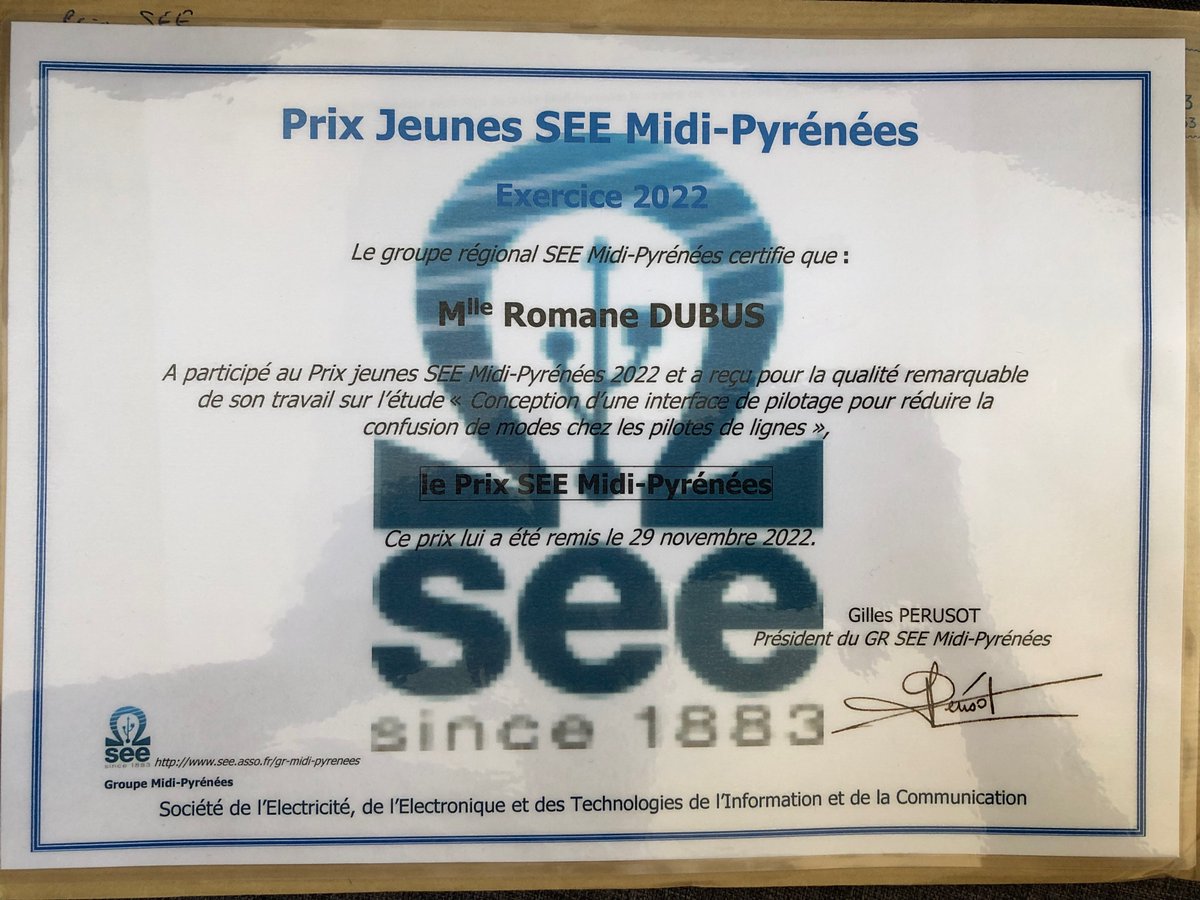 Prix SEE
Prix Jeunes SEE Midi-Pyrénées
Exercice 2022
Le groupe régional SEE Midi-Pyrénées certifie que :
Mlle Romane DUBUS
A participé au Prix jeunes SEE Midi-Pyrénées 2022 et a reçu pour la qualité remarquable
de son travail sur l'étude « Conception d'une interface de pilotage pour réduire la
confusion de modes chez les pilotes de lignes »,
le Prix SEE Midi-Pyrénées
Ce prix lui a été remis le 29 novembre 2022.
see
since 1883
Gilles PERUSOT
Président du GR SEE Midi-Pyrénées
Perusot
see
since 1883
http://www.see.asso.fr/gr-midi-pyrenees
Groupe Midi-Pyrénées
Société de l'Electricité, de l'Electronique et des Technologies de l'Information et de la Communication